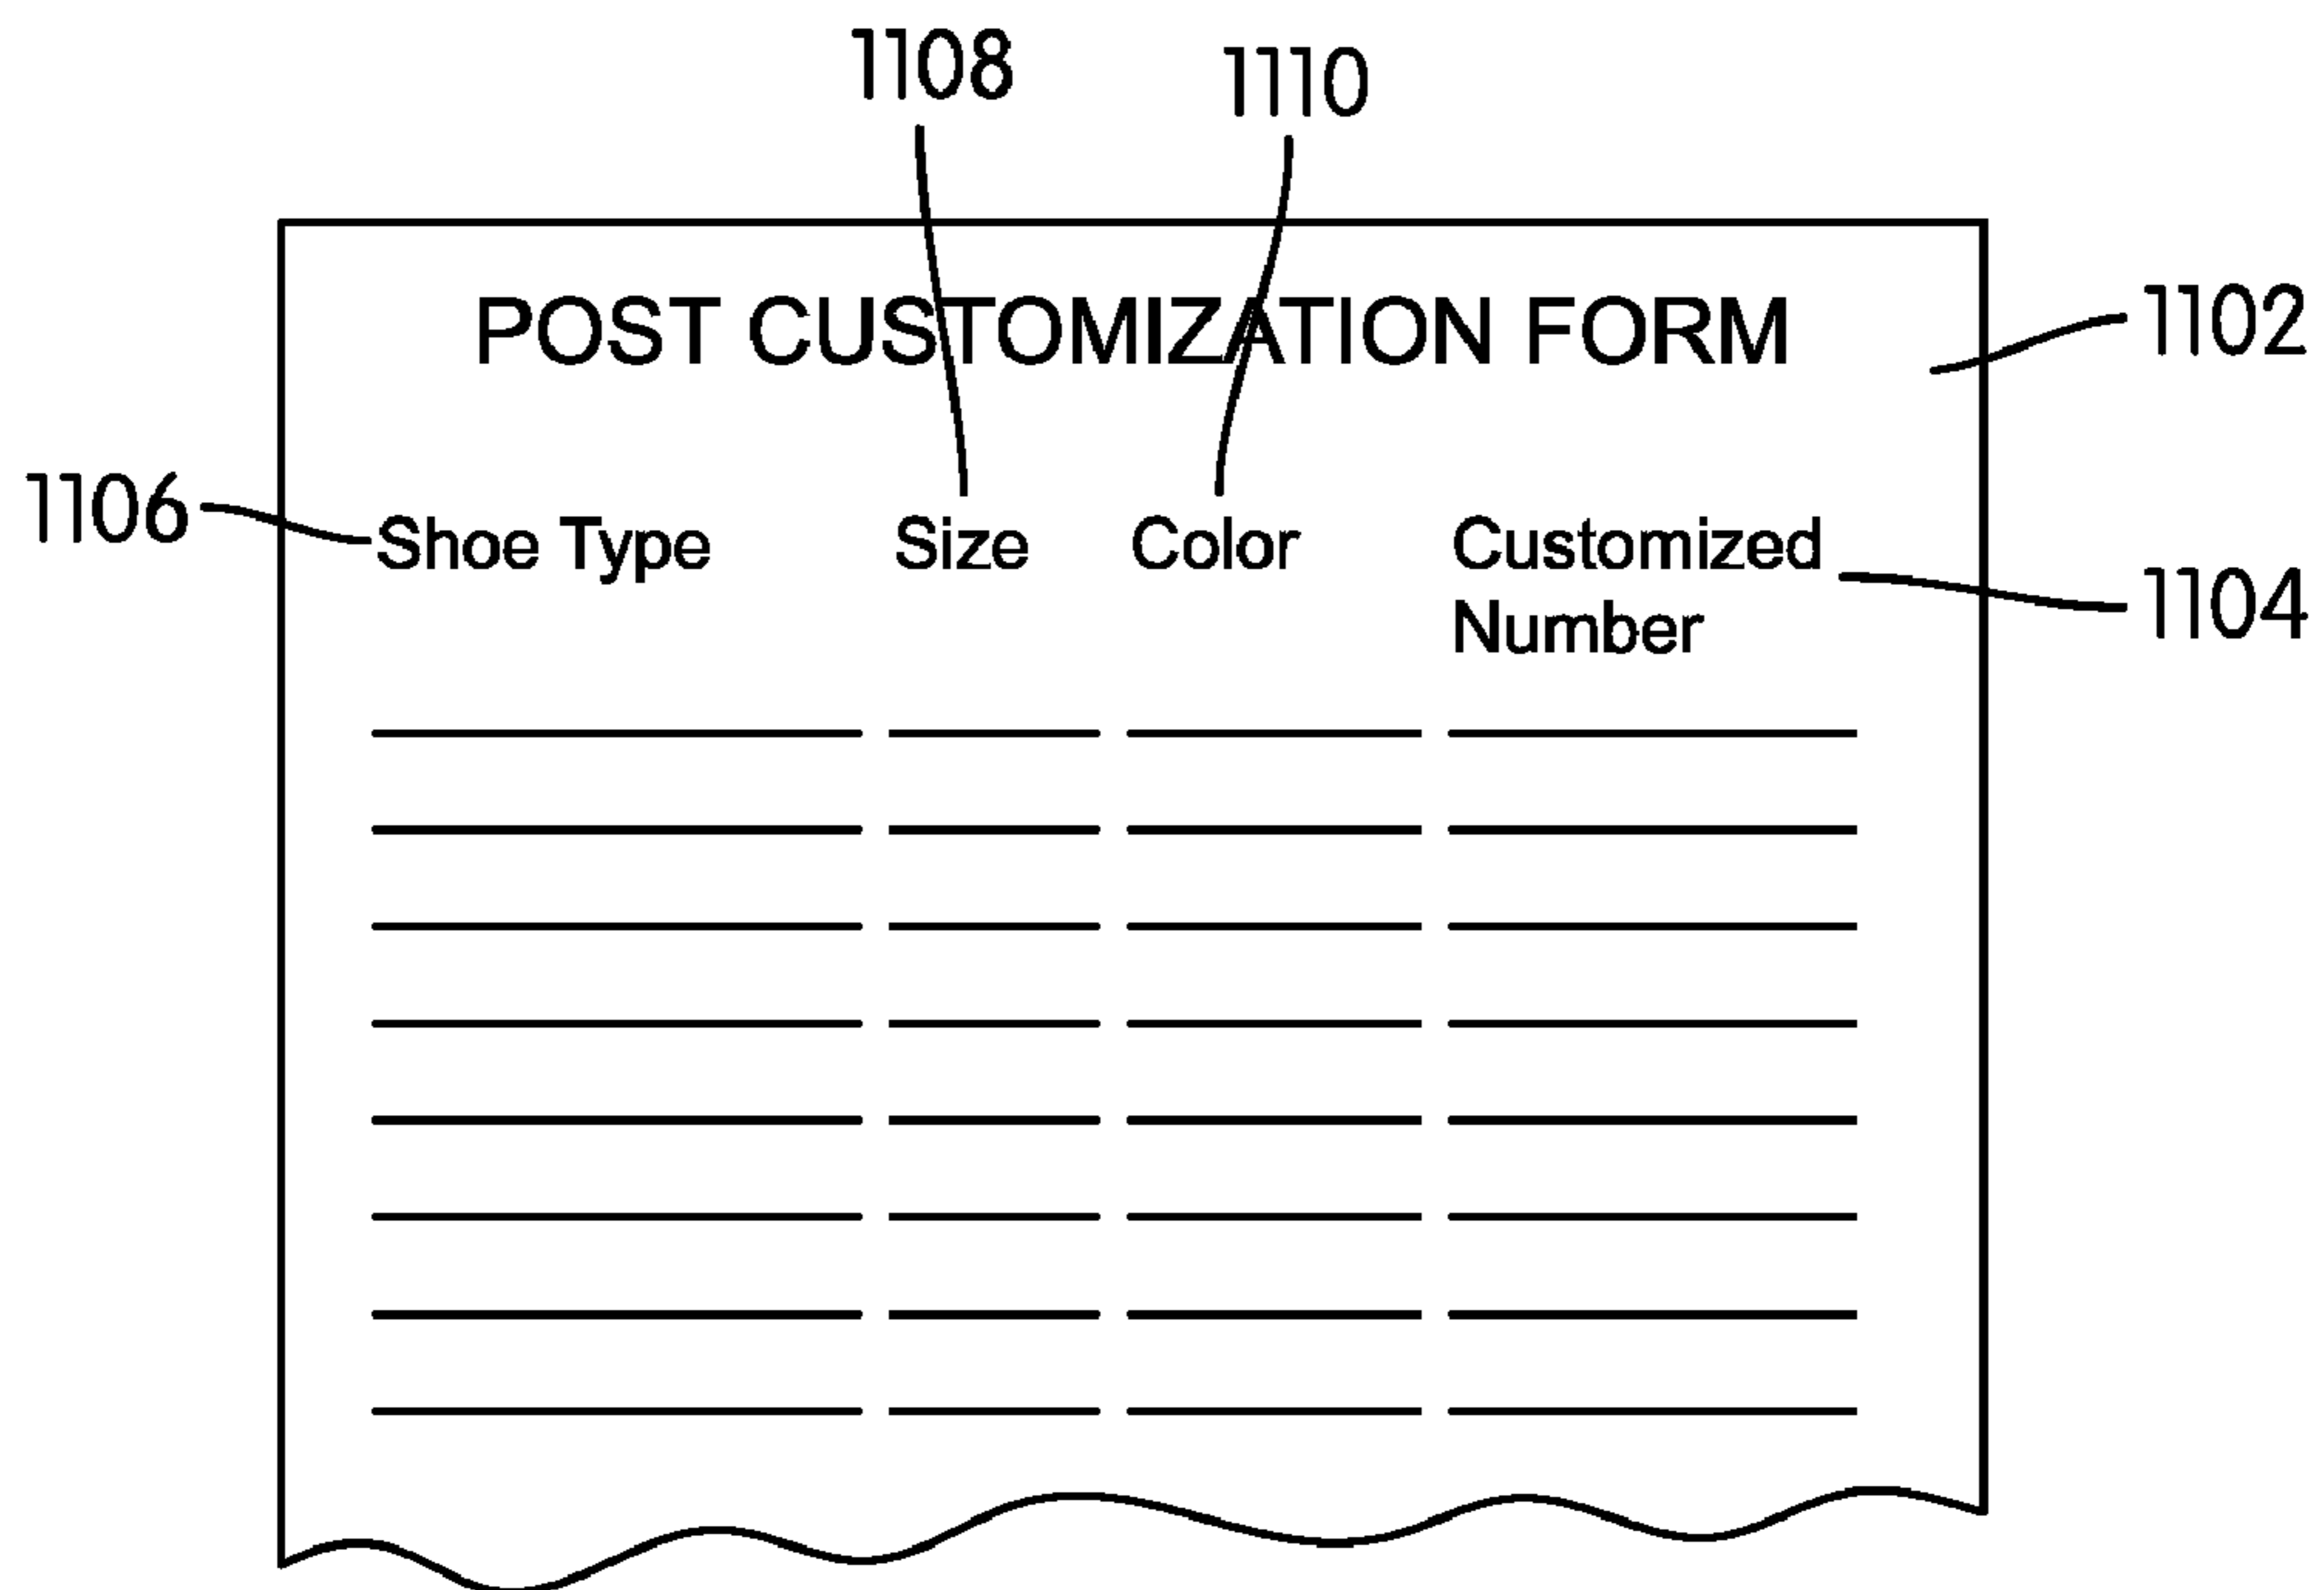 1108 1110
POST CUSTOMIZATION FORM
1102
1106 Shoe Type Size Color Customized
Number
1104